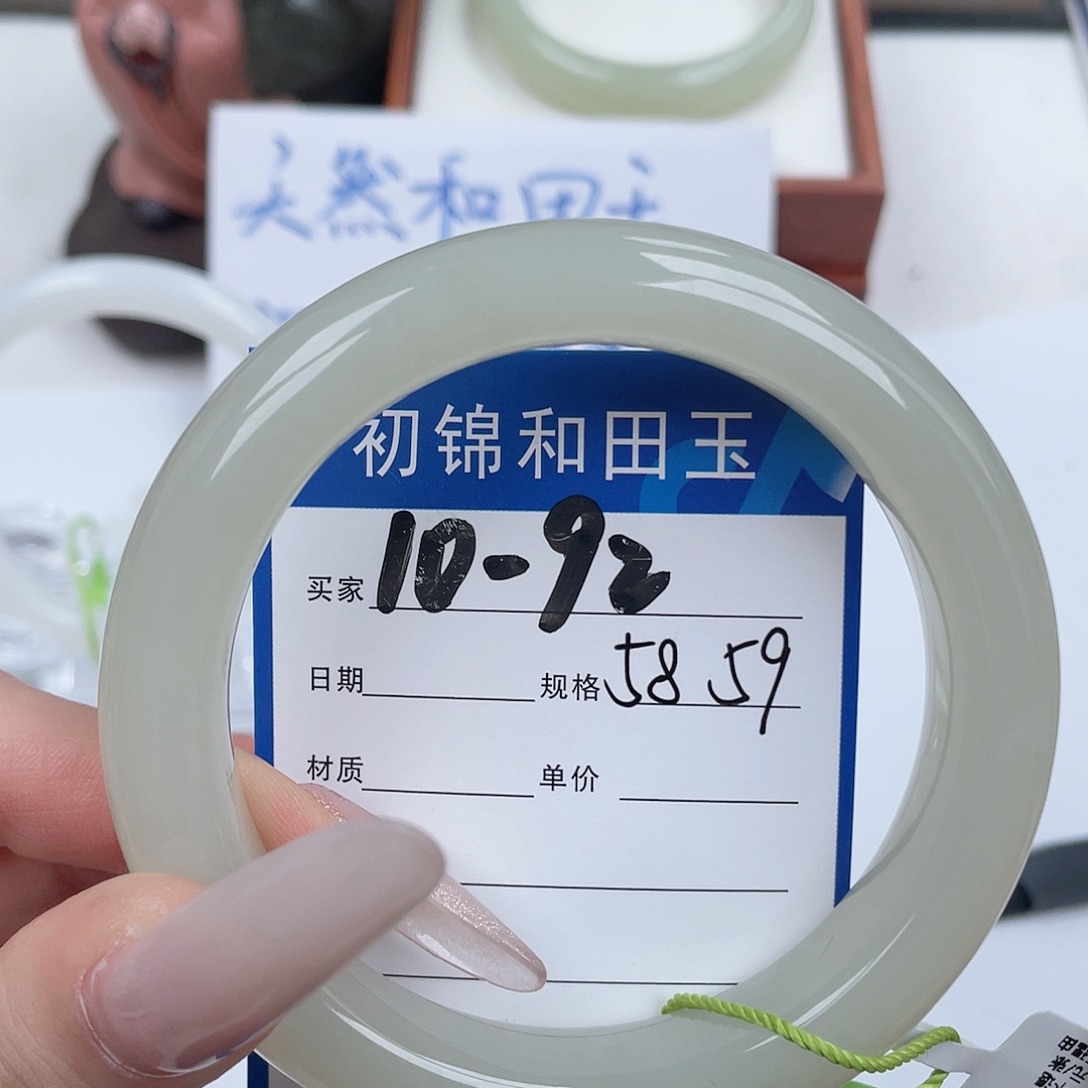 天然和田玉
初锦和田玉
买家 10-92
日期 规格 58 59
材质 单价